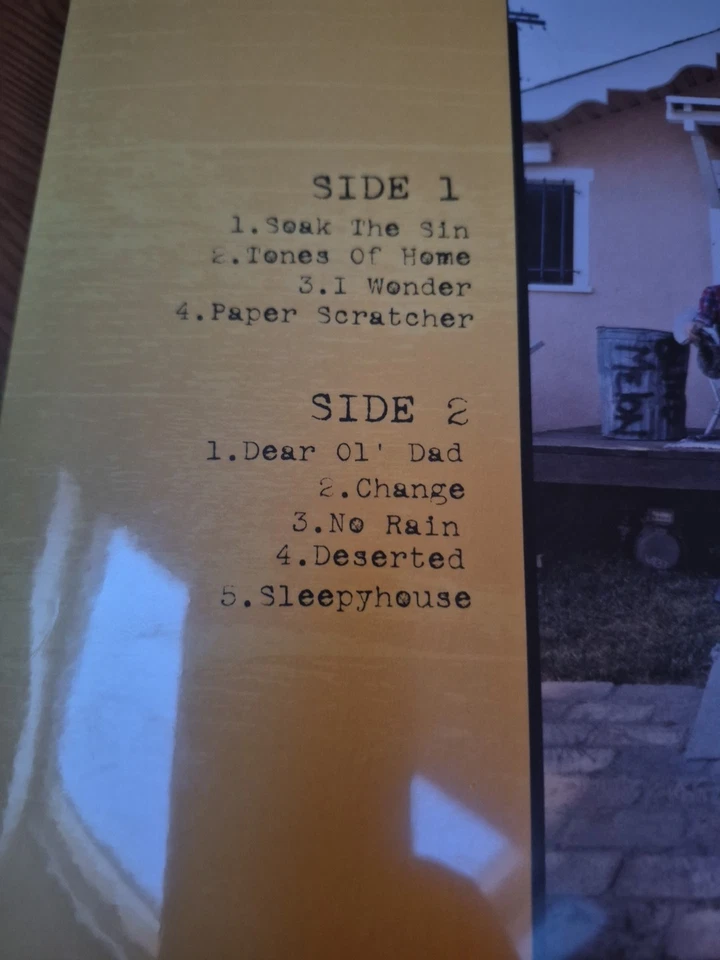 SIDE 1
1.Soak The Sin
2.Tones Of Home
3.I Wonder
4.Paper Scratcher
SIDE 2
1.Dear Ol' Dad
2.Change
3.No Rain
4.Deserted
5.Sleepyhouse
Melon